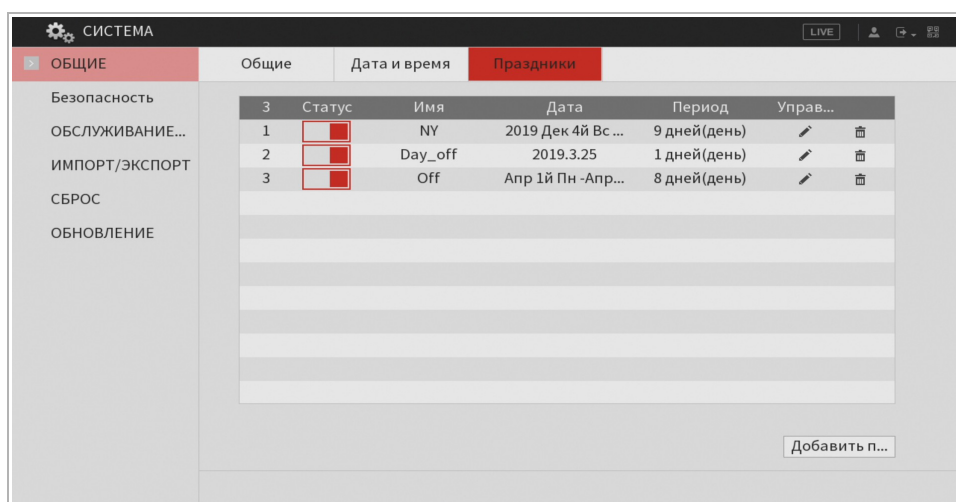 СИСТЕМА LIVE
ОБЩИЕ Общие Дата и время Праздники
Безопасность
ОБСЛУЖИВАНИЕ...
ИМПОРТ/ЭКСПОРТ
СБРОС
ОБНОВЛЕНИЕ
3 Статус Имя Дата Период Управ...
1 NY 2019 Дек 4й Вс ... 9 дней(день)
2 Day_off 2019.3.25 1 дней(день)
3 Off Апр 1й Пн -Апр... 8 дней(день)
Добавить п...